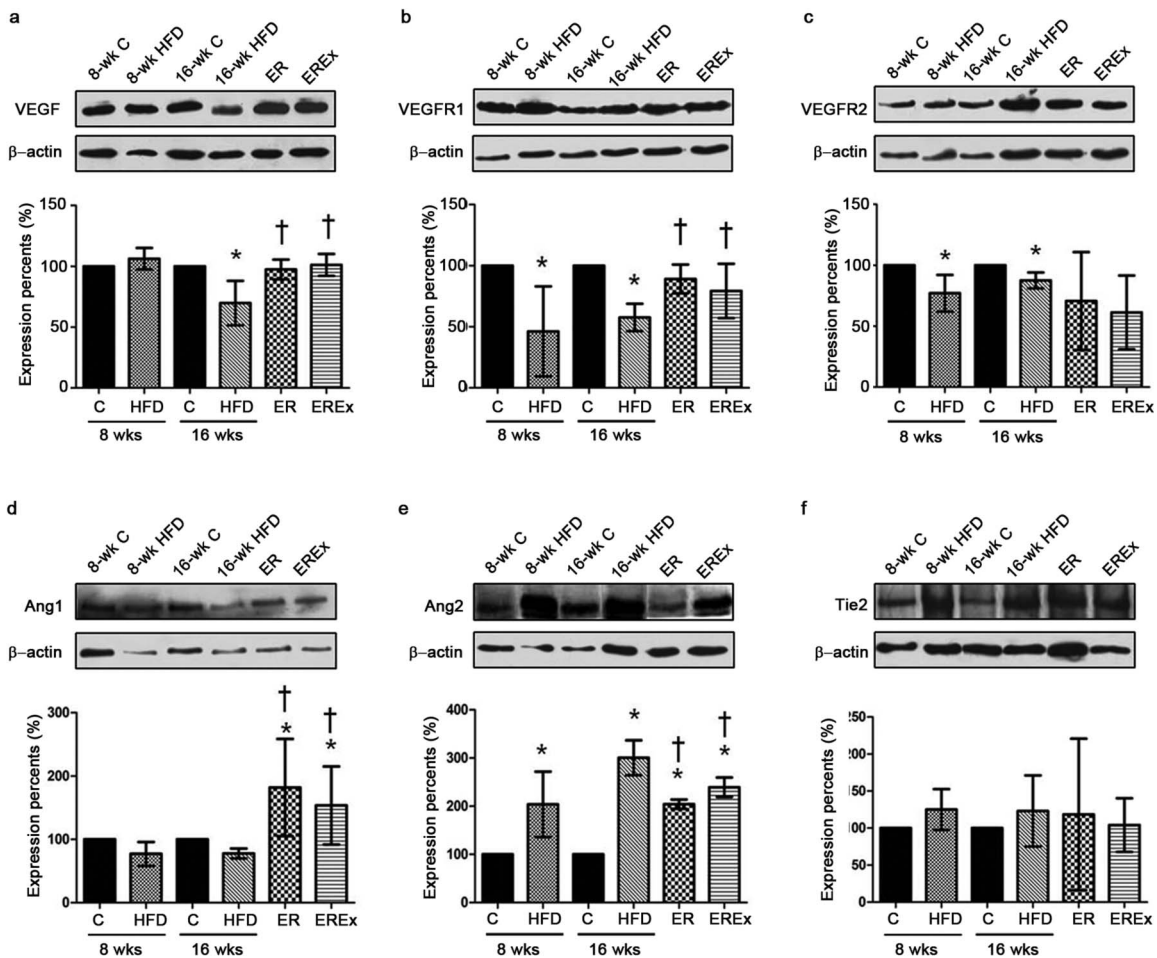 a
8-wk C 8-wk HFD 16-wk C 16-wk HFD ER EREx
VEGF
β–actin
Expression percents (%)
150
100
50
0
* † †
C HFD C HFD ER EREx
8 wks 16 wks
b
8-wk C 8-wk HFD 16-wk C 16-wk HFD ER EREx
VEGFR1
β–actin
Expression percents (%)
150
100
50
0
* * † †
C HFD C HFD ER EREx
8 wks 16 wks
c
8-wk C 8-wk HFD 16-wk C 16-wk HFD ER EREx
VEGFR2
β–actin
Expression percents (%)
150
100
50
0
* *
C HFD C HFD ER EREx
8 wks 16 wks
d
8-wk C 8-wk HFD 16-wk C 16-wk HFD ER EREx
Ang1
β–actin
Expression percents (%)
300
200
100
0
† †
* *
C HFD C HFD ER EREx
8 wks 16 wks
e
8-wk C 8-wk HFD 16-wk C 16-wk HFD ER EREx
Ang2
β–actin
Expression percents (%)
400
300
200
100
0
† †
* * * *
C HFD C HFD ER EREx
8 wks 16 wks
f
8-wk C 8-wk HFD 16-wk C 16-wk HFD ER EREx
Tie2
β–actin
Expression percents (%)
250
200
150
100
50
0
C HFD C HFD ER EREx
8 wks 16 wks